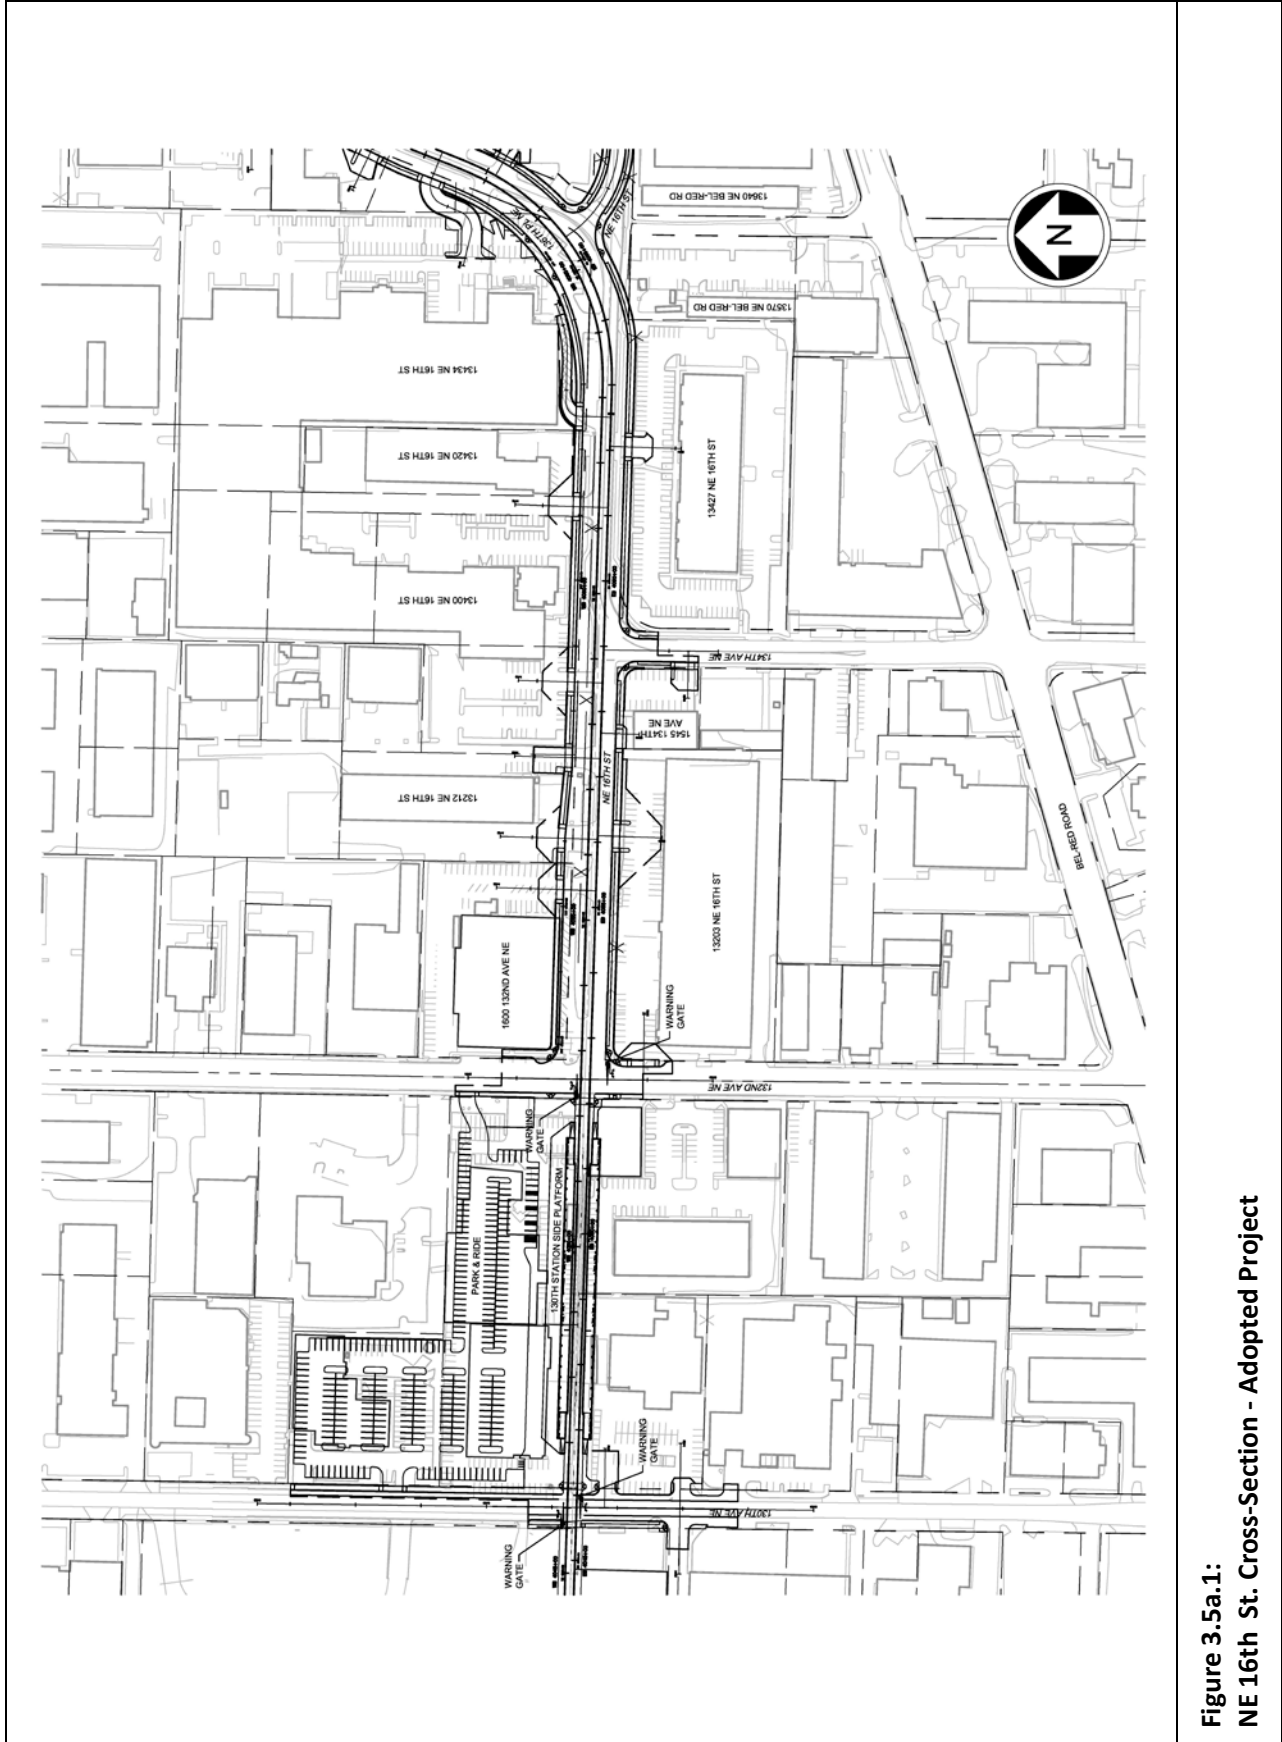 136TH PL NE
NE 16TH ST
13640 NE BEL-RED RD
13570 NE BEL-RED RD
N
13434 NE 16TH ST
13420 NE 16TH ST
13427 NE 16TH ST
13400 NE 16TH ST
134TH AVE NE
1545 134TH
AVE NE
NE 16TH ST
13212 NE 16TH ST
BEL-RED ROAD
13203 NE 16TH ST
1600 132ND AVE NE
WARNING
GATE
132ND AVE NE
WARNING
GATE
130TH STATION SIDE PLATFORM
PARK & RIDE
WARNING
GATE
130TH AVE NE
WARNING
GATE
Figure 3.5a.1:
NE 16th St. Cross-Section - Adopted Project